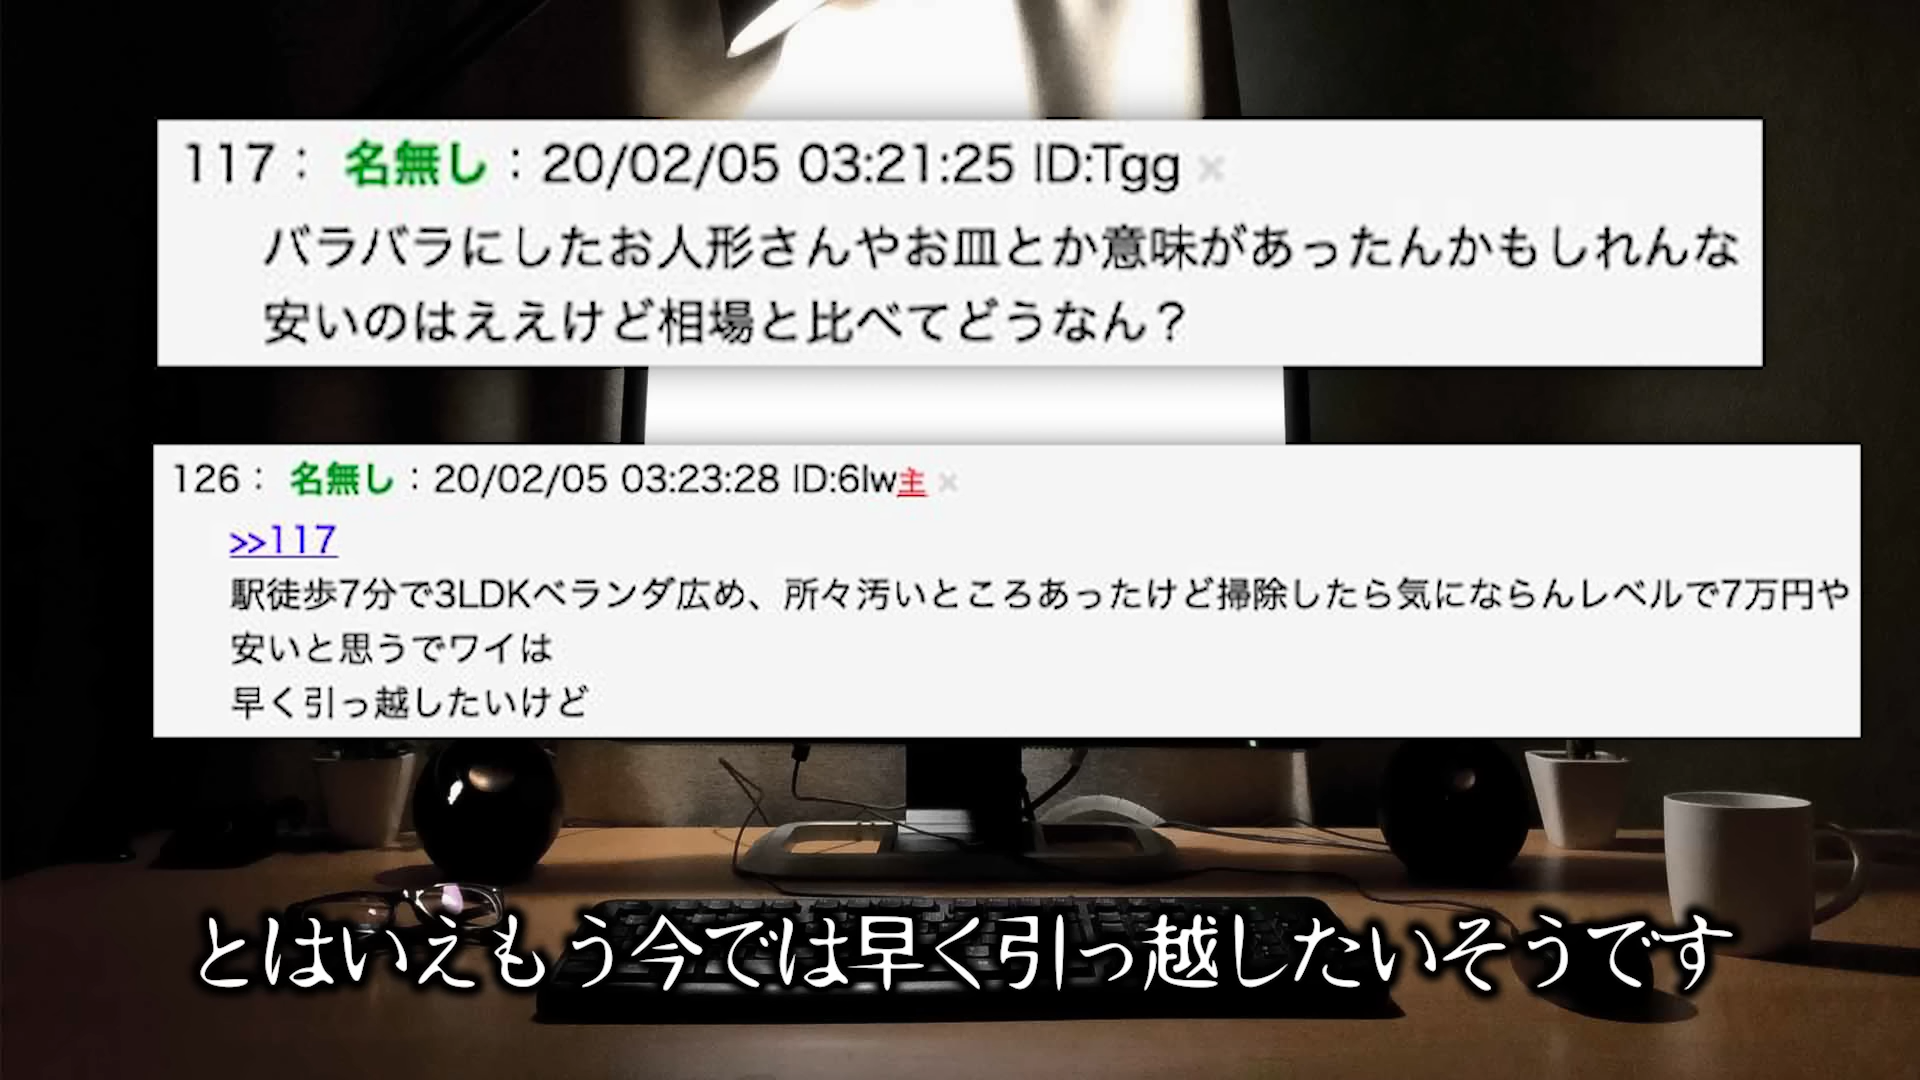 117： 名無し：20/02/05 03:21:25 ID:Tgg ×
バラバラにしたお人形さんやお皿とか意味があったんかもしれんな
安いのはええけど相場と比べてどうなん？
126： 名無し：20/02/05 03:23:28 ID:6lw主 ×
>>117
駅徒歩7分で3LDKベランダ広め、所々汚いところあったけど掃除したら気にならんレベルで7万円や
安いと思うでワイは
早く引っ越したいけど
とはいえもう今では早く引っ越したいそうです